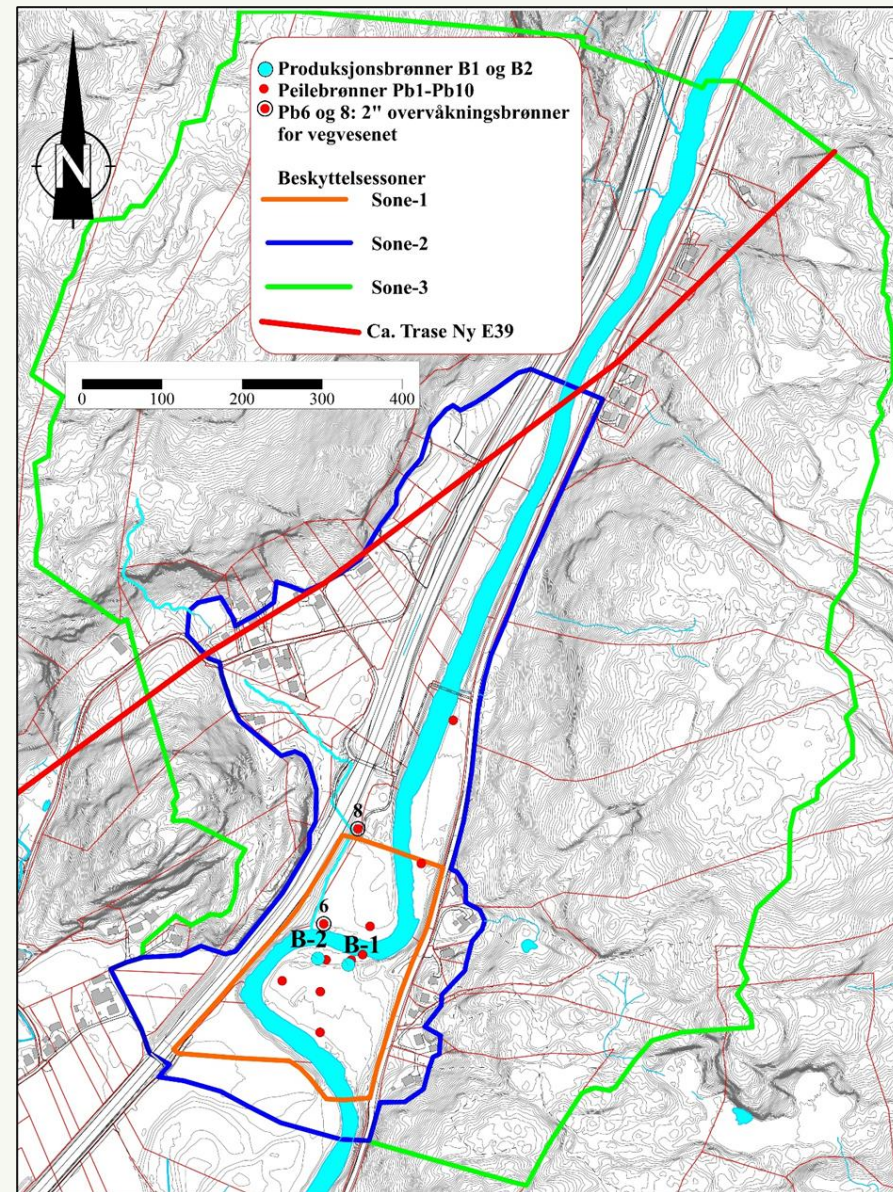 N
Produksjonsbrønner B1 og B2
Peilebrønner Pb1-Pb10
Pb6 og 8: 2" overvåkningsbrønner
for vegvesenet
Beskyttelsessoner
Sone-1
Sone-2
Sone-3
Ca. Trase Ny E39
0 100 200 300 400
8
6
B-2
B-1